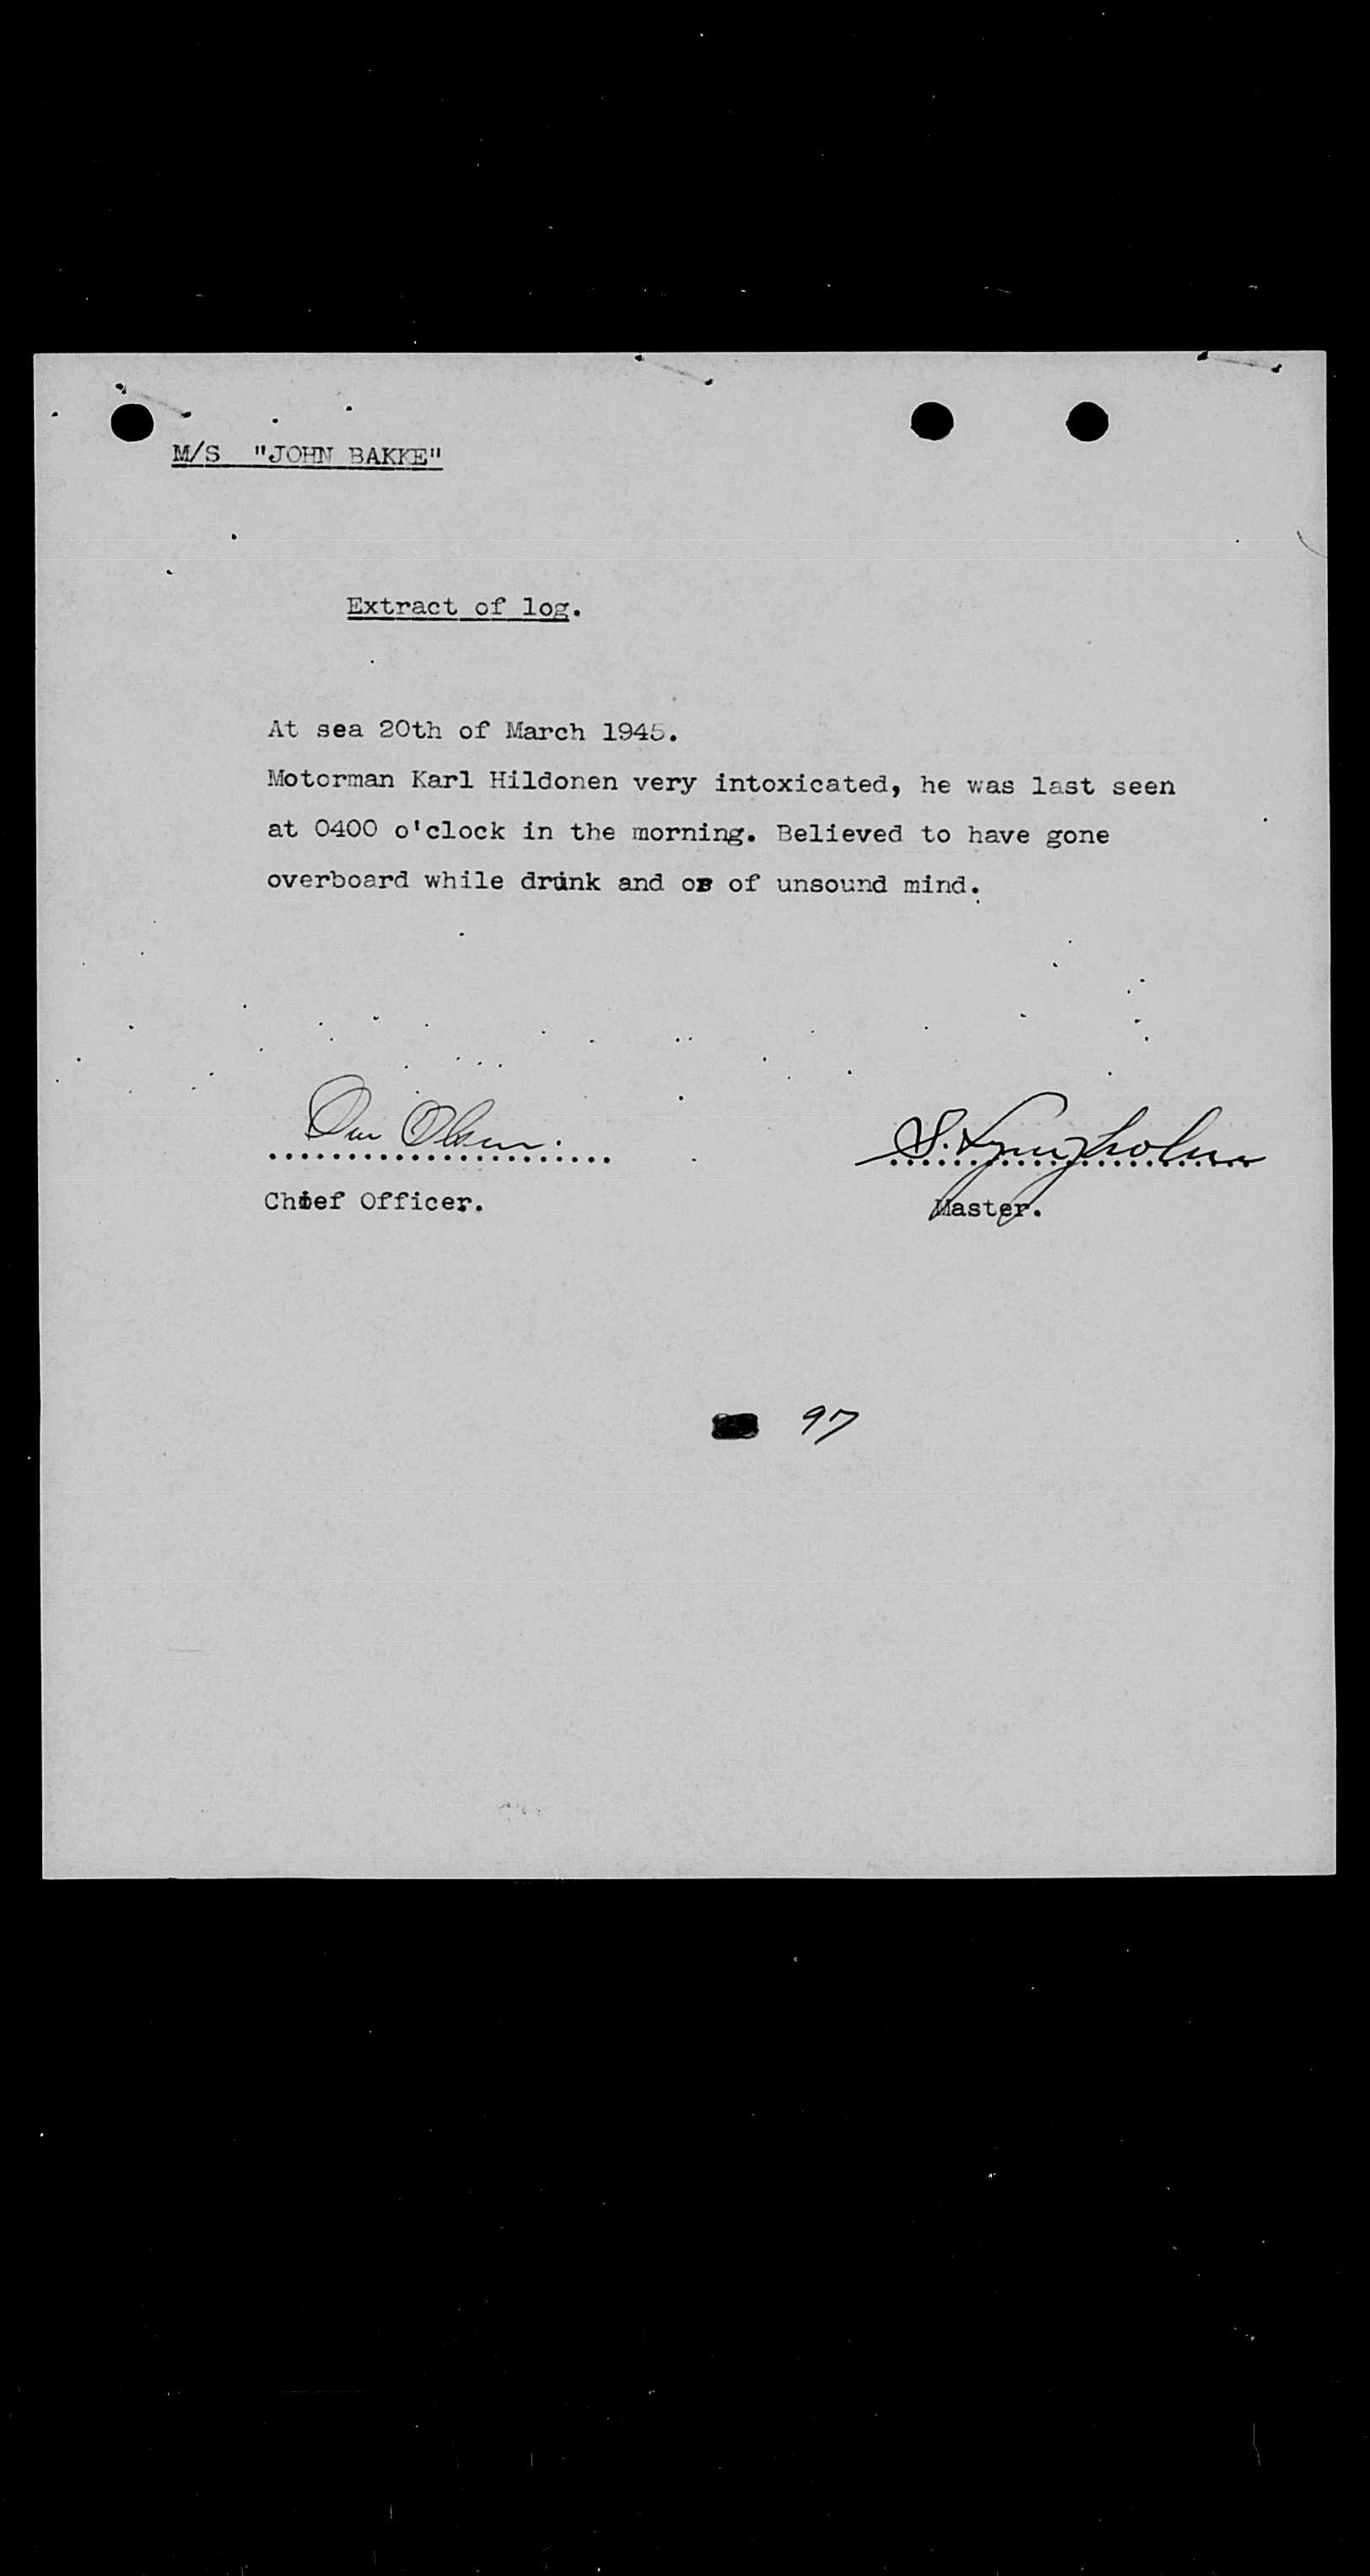 M/S "JOHN BAKKE"
Extract of log.
At sea 20th of March 1945.
Motorman Karl Hildonen very intoxicated, he was last seen
at 0400 o'clock in the morning. Believed to have gone
overboard while drunk and or of unsound mind.
Olsen.
S.
Chief Officer.
Master.
97